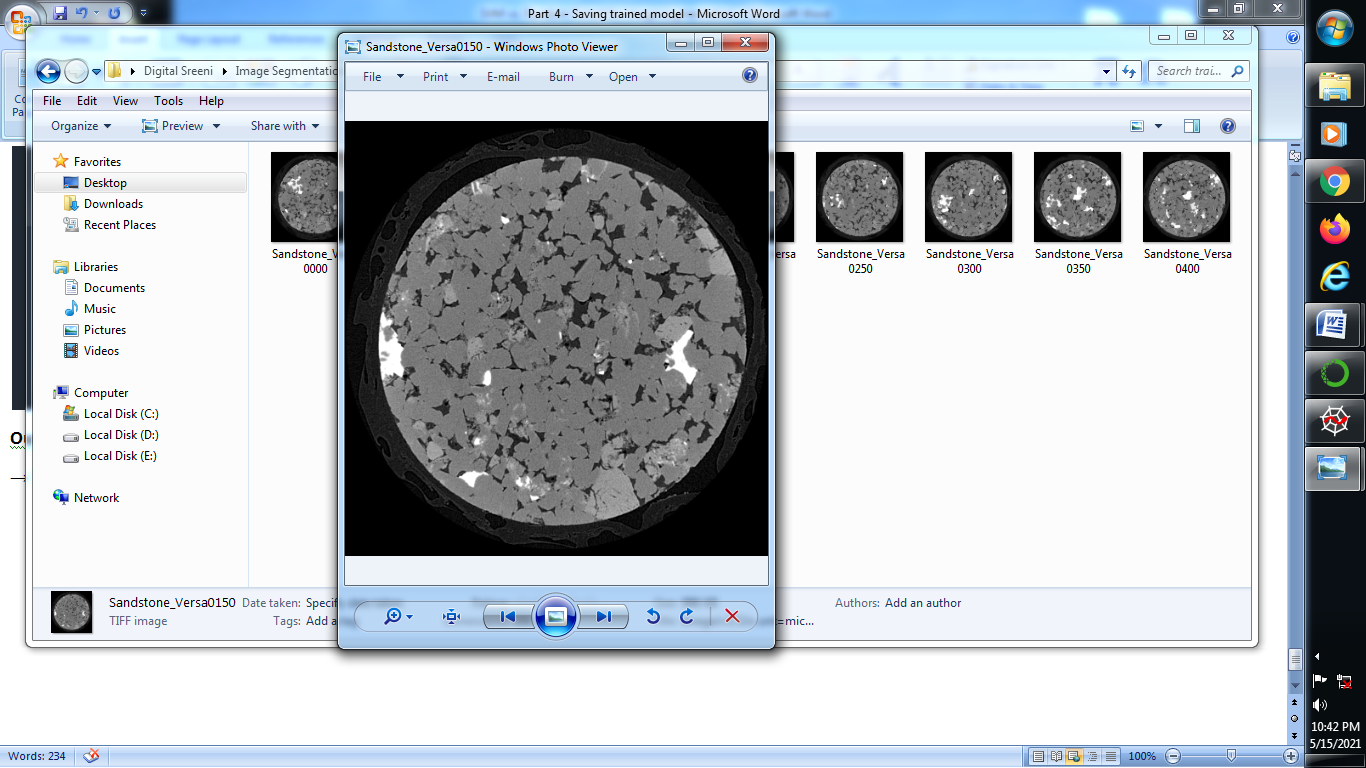 Part 4 - Saving trained model - Microsoft Word
Sandstone_Versa0150 - Windows Photo Viewer
File Print E-mail Burn Open
Digital Sreeni Image Segmentatio
Search trai...
File Edit View Tools Help
Organize Preview Share with
Favorites
Desktop
Downloads
Recent Places
Libraries
Documents
Music
Pictures
Videos
Computer
Local Disk (C:)
Local Disk (D:)
Local Disk (E:)
Network
Sandstone_V
0000
Sandstone_Versa
0250
Sandstone_Versa
0300
Sandstone_Versa
0350
Sandstone_Versa
0400
Sandstone_Versa0150 Date taken: Specify
TIFF image Tags: Add a
Authors: Add an author
=mic...
Words: 234
100%
10:42 PM
5/15/2021